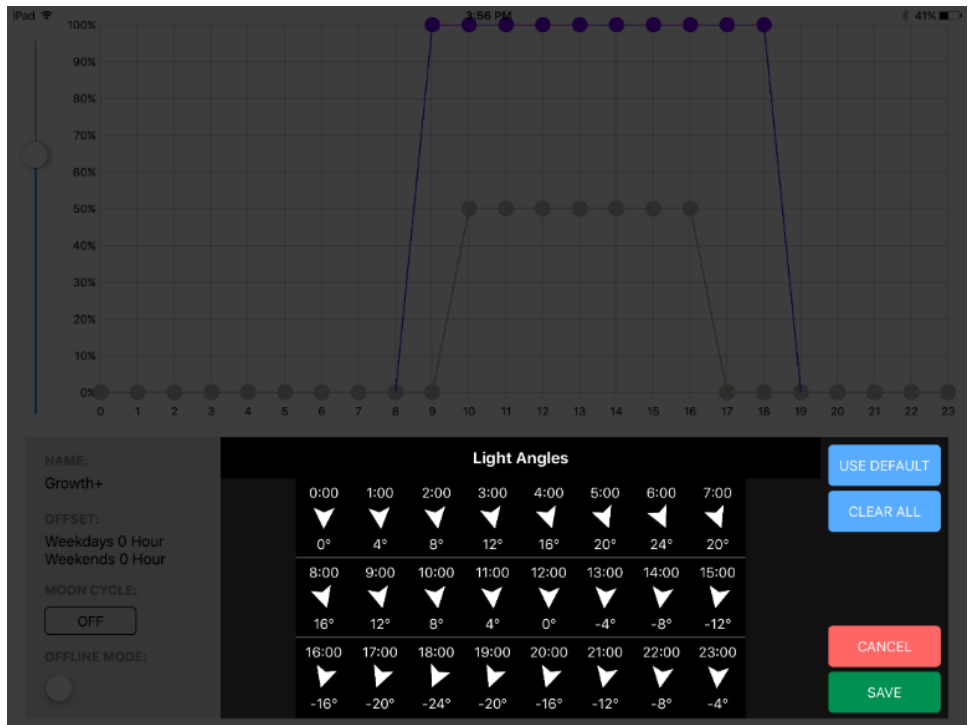 iPad 3:56 PM 41%
100%
90%
80%
70%
60%
50%
40%
30%
20%
10%
0%
0 1 2 3 4 5 6 7 8 9 10 11 12 13 14 15 16 17 18 19 20 21 22 23
NAME:
Growth+
OFFSET:
Weekdays 0 Hour
Weekends 0 Hour
MOON CYCLE:
OFF
OFFLINE MODE:
Light Angles
0:00 1:00 2:00 3:00 4:00 5:00 6:00 7:00
0° 4° 8° 12° 16° 20° 24° 20°
8:00 9:00 10:00 11:00 12:00 13:00 14:00 15:00
16° 12° 8° 4° 0° -4° -8° -12°
16:00 17:00 18:00 19:00 20:00 21:00 22:00 23:00
-16° -20° -24° -20° -16° -12° -8° -4°
USE DEFAULT
CLEAR ALL
CANCEL
SAVE